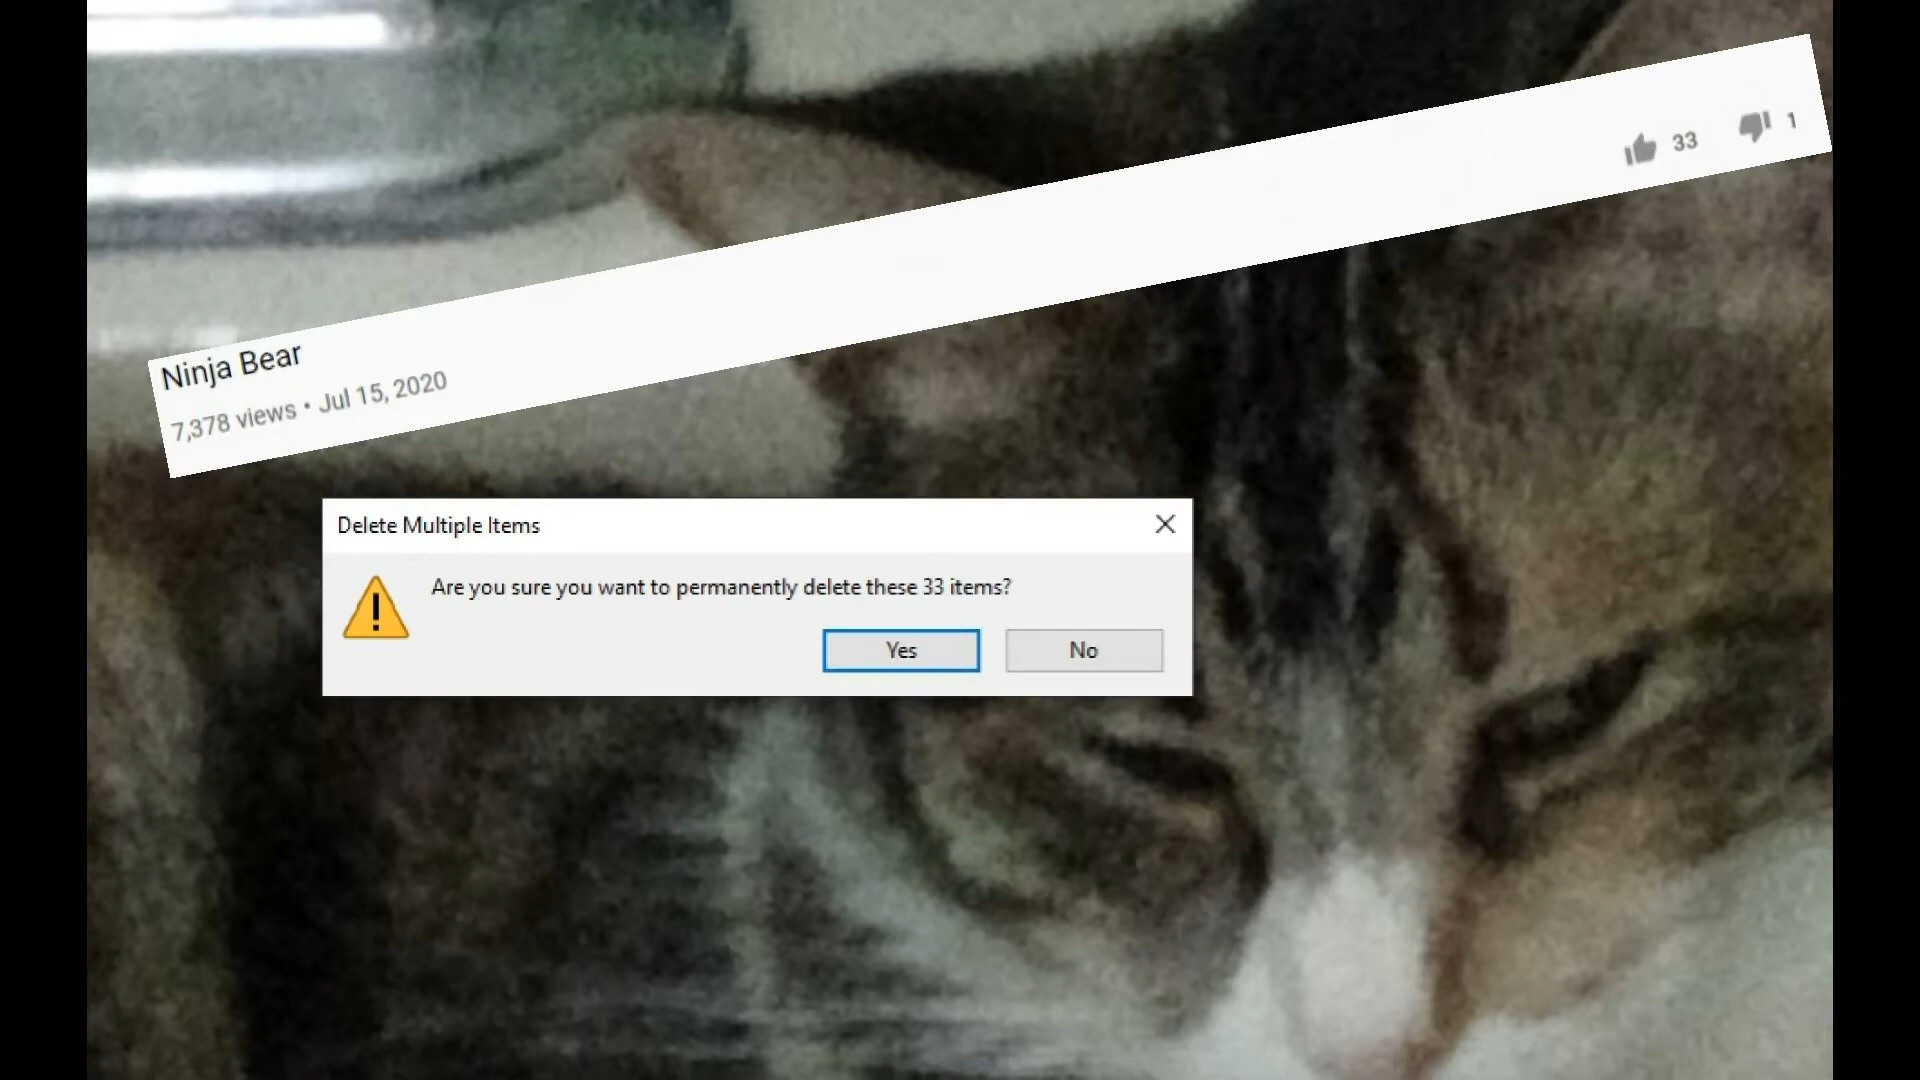 Ninja Bear
7,378 views • Jul 15, 2020
33
1
Delete Multiple Items
Are you sure you want to permanently delete these 33 items?
Yes
No